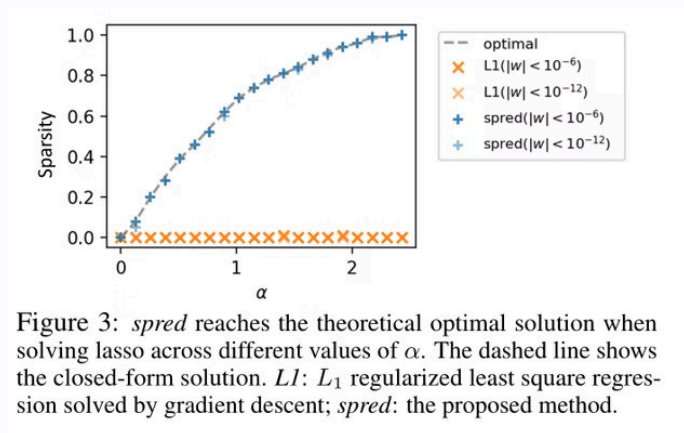 1.0
0.8
0.6
0.4
0.2
0.0
Sparsity
0 1 2
α
optimal
L1(|w| < 10⁻⁶)
L1(|w| < 10⁻¹²)
spred(|w| < 10⁻⁶)
spred(|w| < 10⁻¹²)
Figure 3: spred reaches the theoretical optimal solution when
solving lasso across different values of α. The dashed line shows
the closed-form solution. L1: L₁ regularized least square regres-
sion solved by gradient descent; spred: the proposed method.